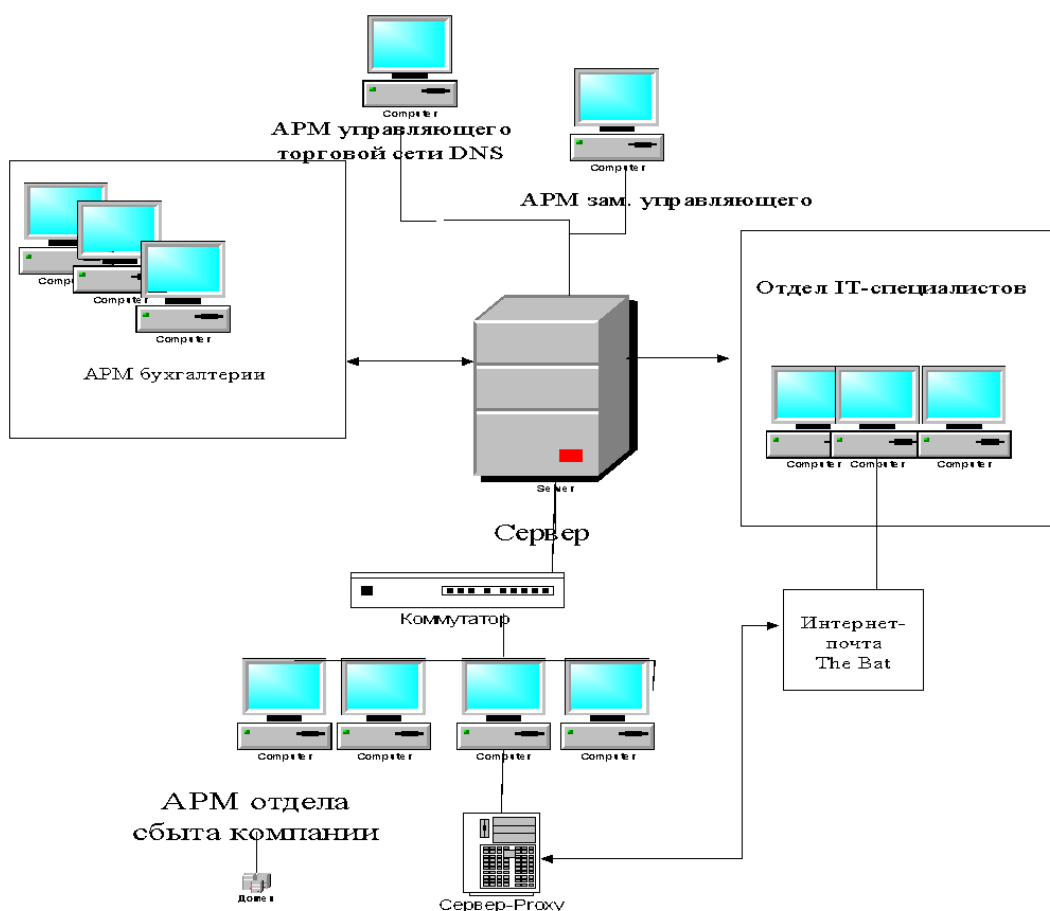 Computer
АРМ управляющего
торговой сети DNS
Computer
АРМ зам. управляющего
Computer
Computer
Computer
АРМ бухгалтерии
Отдел IT-специалистов
Computer
Computer
Computer
Server
Сервер
Коммутатор
Интернет-
почта
The Bat
Computer
Computer
Computer
Computer
АРМ отдела
сбыта компании
Домен
Сервер-Proxy